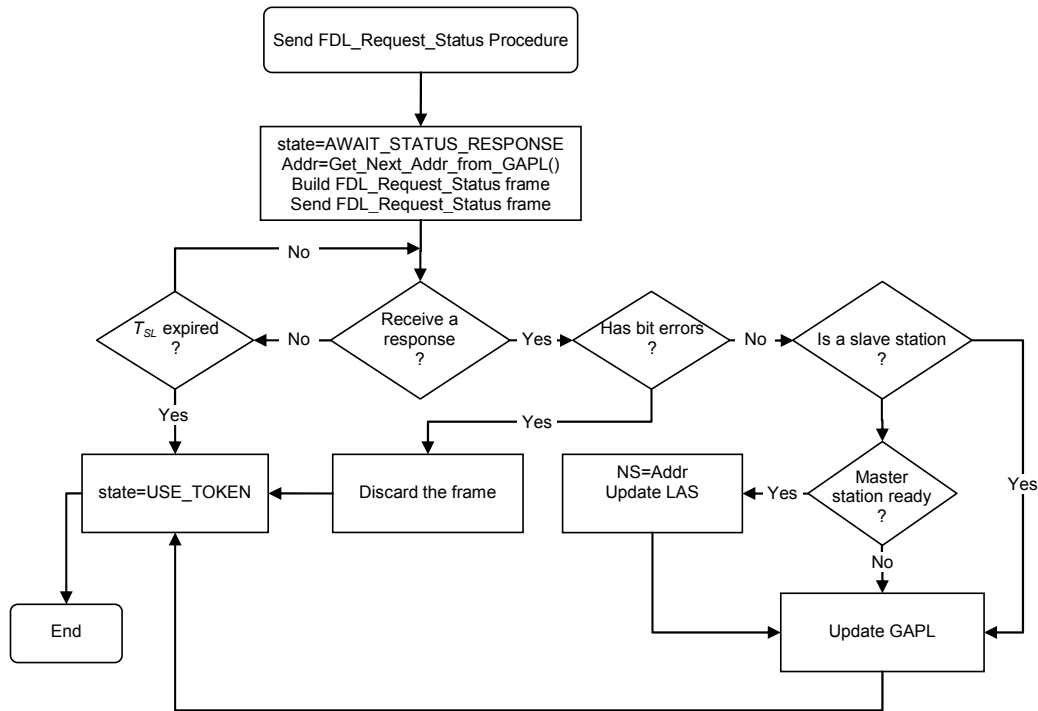 Send FDL_Request_Status Procedure
state=AWAIT_STATUS_RESPONSE
Addr=Get_Next_Addr_from_GAPL()
Build FDL_Request_Status frame
Send FDL_Request_Status frame
No
T_SL expired
?
No
Receive a
response
?
Yes
Has bit errors
?
No
Is a slave station
?
Yes
Yes
state=USE_TOKEN
Discard the frame
NS=Addr
Update LAS
Yes
Master
station ready
?
Yes
No
End
Update GAPL